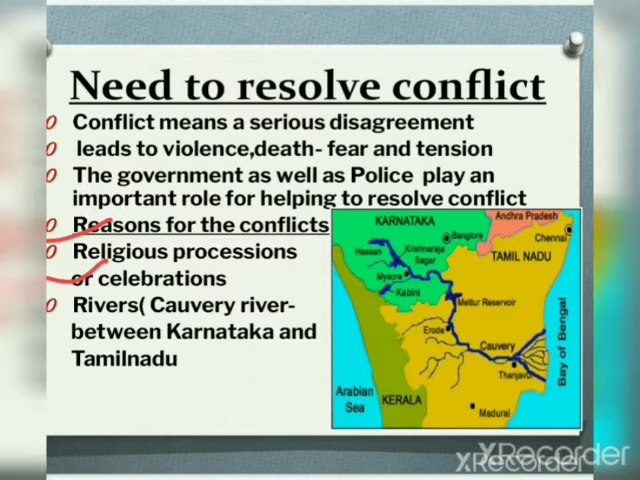 Need to resolve conflict
Conflict means a serious disagreement
leads to violence,death- fear and tension
The government as well as Police play an
important role for helping to resolve conflict
Reasons for the conflicts
Religious processions
or celebrations
Rivers( Cauvery river-
between Karnataka and
Tamilnadu
KARNATAKA
Andhra Pradesh
Banglore
Chennai
Hassan
Krishnaraja
Sagar
TAMIL NADU
Mysore
Kabini
Mettur Reservoir
Erode
Cauvery
Thanjavur
Bay of Bengal
Arabian
Sea
KERALA
Madurai
XRecorder
XRecorder